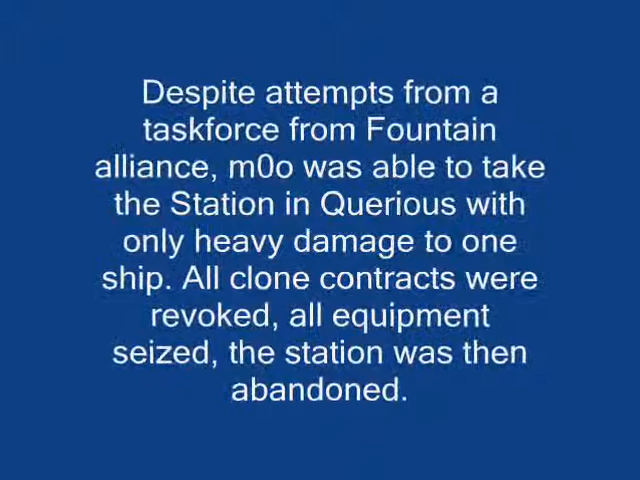 Despite attempts from a
taskforce from Fountain
alliance, m0o was able to take
the Station in Querious with
only heavy damage to one
ship. All clone contracts were
revoked, all equipment
seized, the station was then
abandoned.